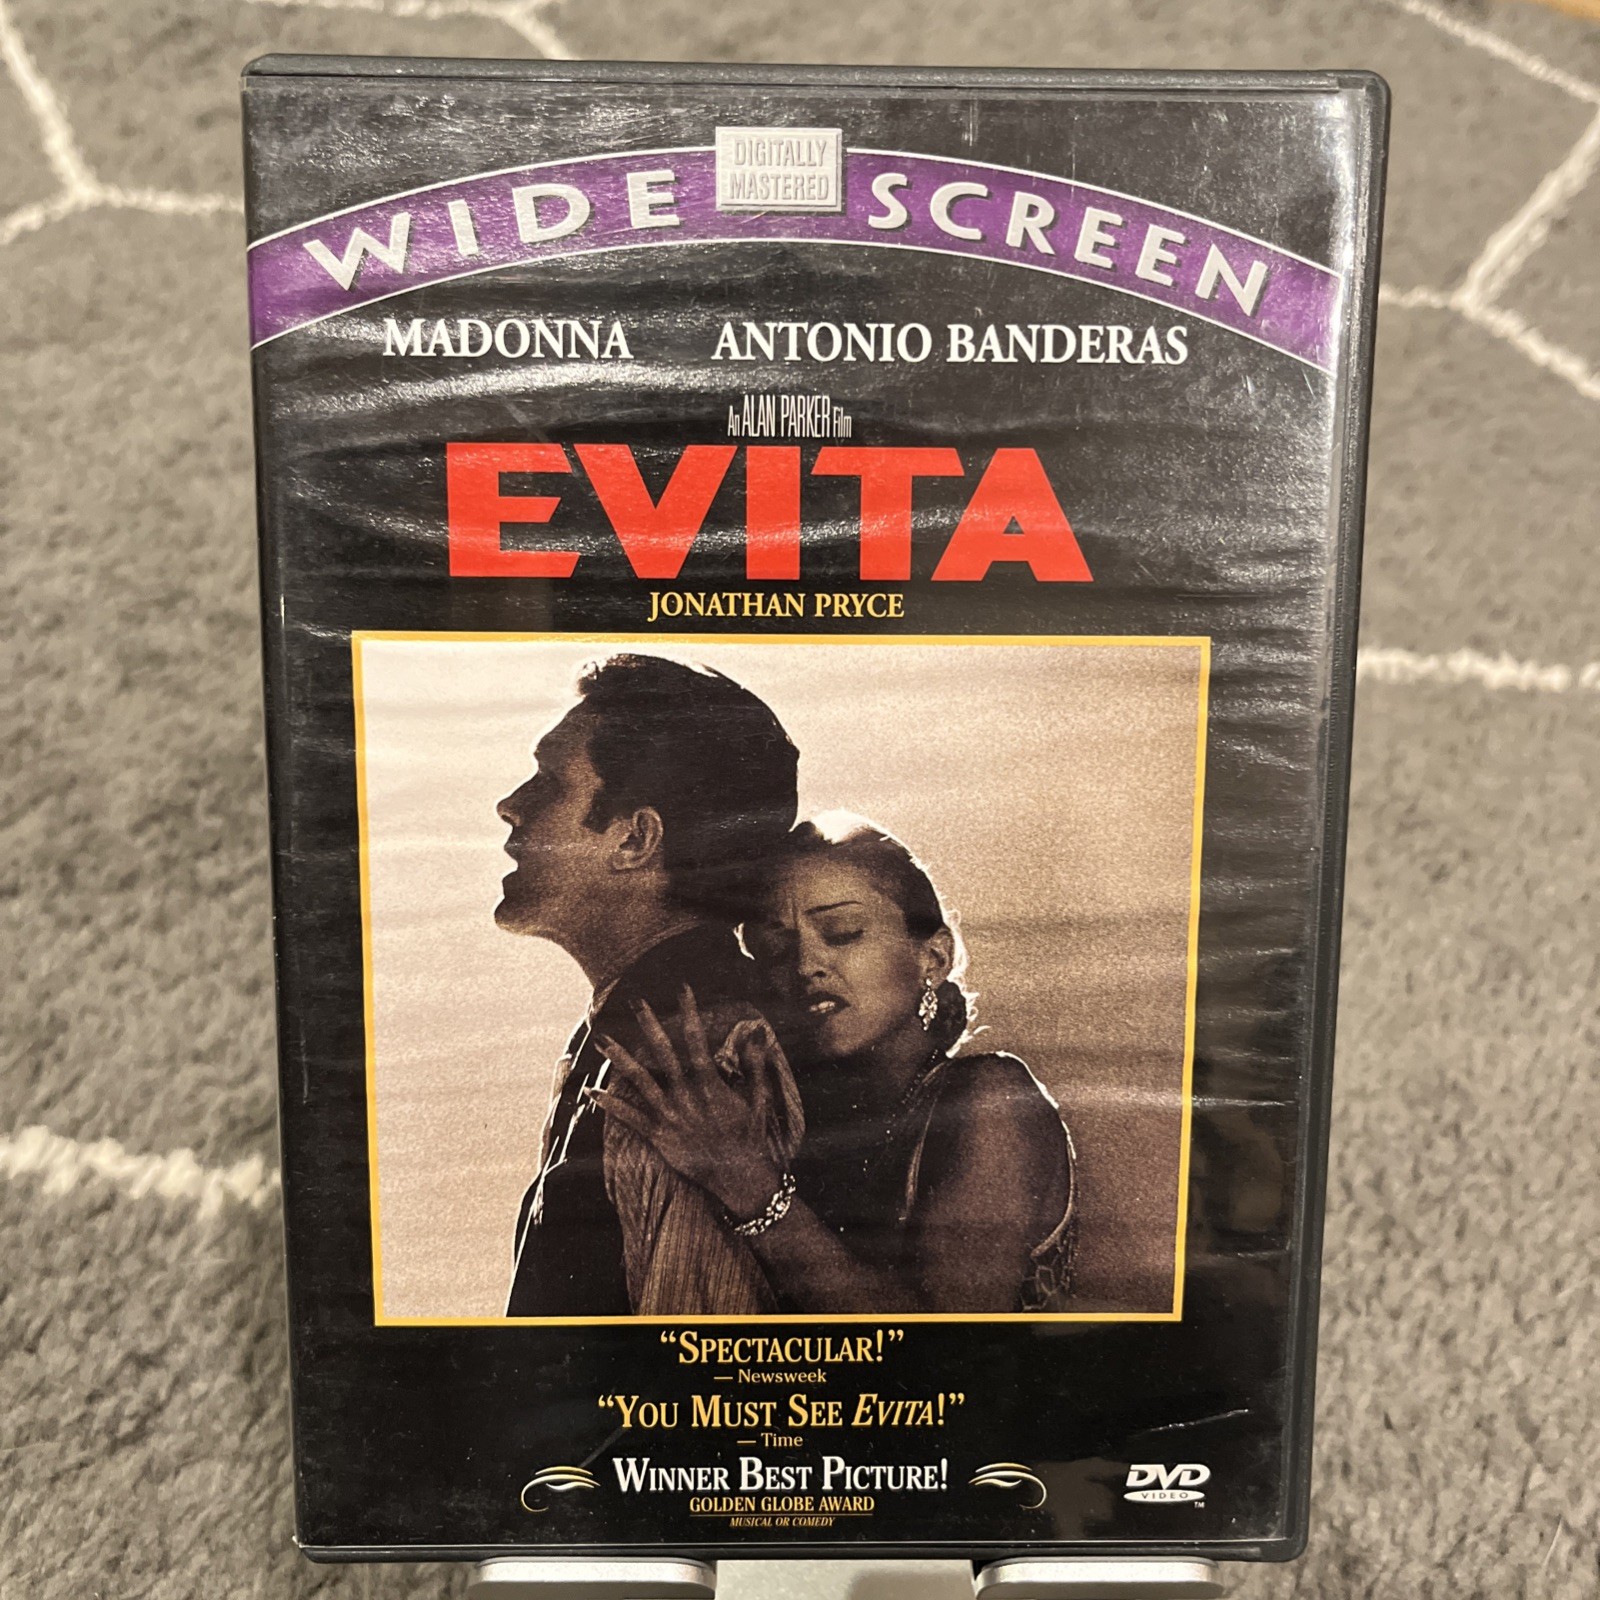 DIGITALLY
MASTERED
WIDE SCREEN
MADONNA ANTONIO BANDERAS
An ALAN PARKER Film
EVITA
JONATHAN PRYCE
“SPECTACULAR!”
— Newsweek
“YOU MUST SEE EVITA!”
— Time
WINNER BEST PICTURE!
GOLDEN GLOBE AWARD
MUSICAL OR COMEDY
DVD
VIDEO
TM